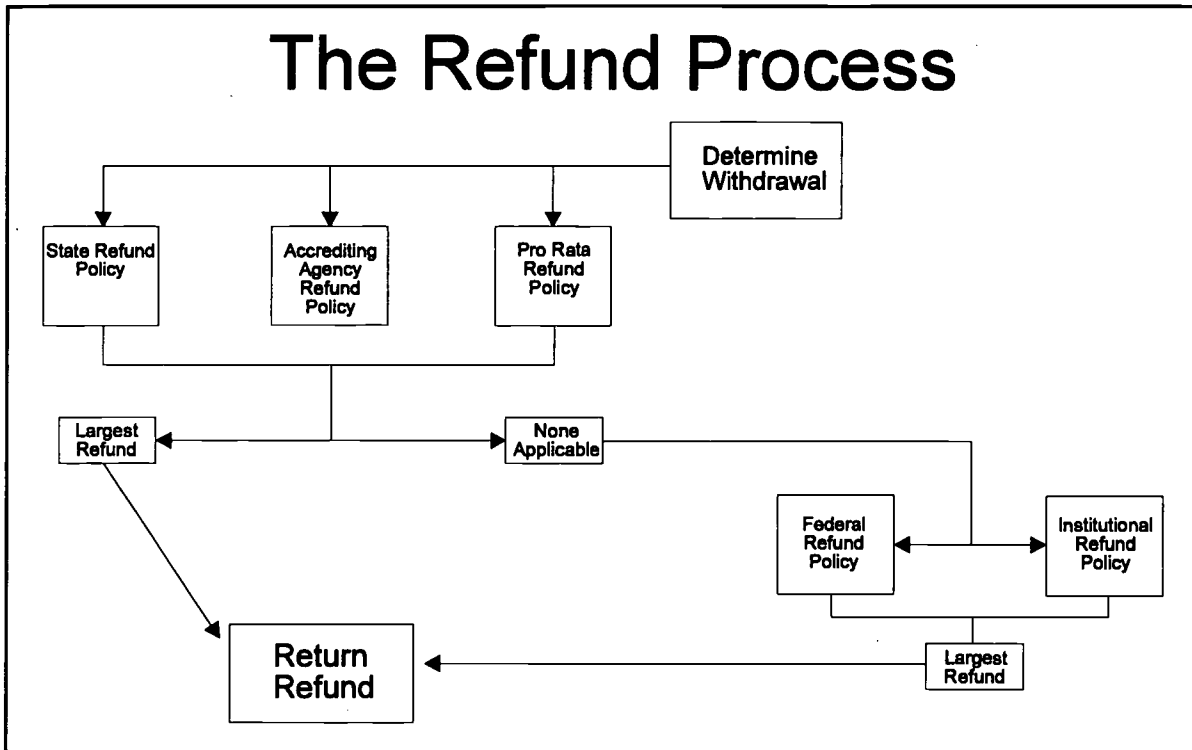 The Refund Process
Determine
Withdrawal
State Refund
Policy
Accrediting
Agency
Refund
Policy
Pro Rata
Refund
Policy
Largest
Refund
None
Applicable
Federal
Refund
Policy
Institutional
Refund
Policy
Return
Refund
Largest
Refund